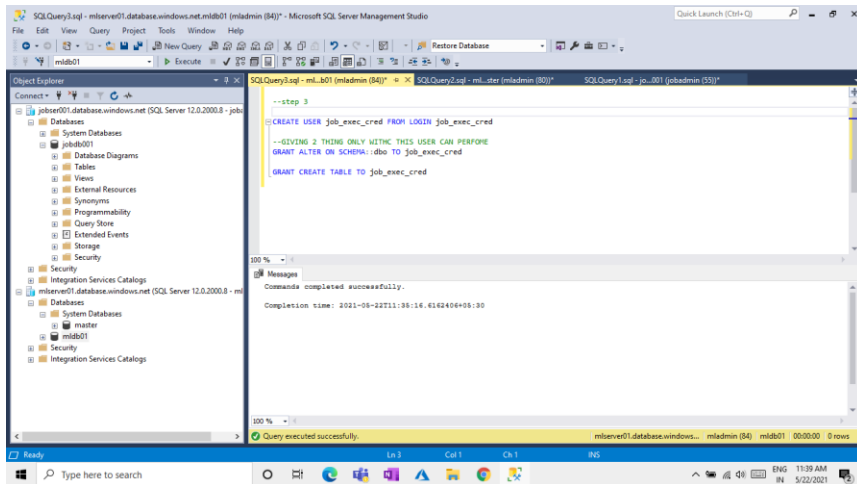 SQLQuery3.sql - mlserver01.database.windows.net.mldb01 (mladmin (84))* - Microsoft SQL Server Management Studio
Quick Launch (Ctrl+Q)
File Edit View Query Project Tools Window Help
New Query
Restore Database
mldb01
Execute
Object Explorer
SQLQuery3.sql - ml...b01 (mladmin (84))*
SQLQuery2.sql - ml...ster (mladmin (80))*
SQLQuery1.sql - jo...001 (jobadmin (55))*
Connect
jobser001.database.windows.net (SQL Server 12.0.2000.8 - joba
Databases
System Databases
jobdb001
Database Diagrams
Tables
Views
External Resources
Synonyms
Programmability
Query Store
Extended Events
Storage
Security
Security
Integration Services Catalogs
mlserver01.database.windows.net (SQL Server 12.0.2000.8 - ml
Databases
System Databases
master
mldb01
Security
Integration Services Catalogs
--step 3
CREATE USER job_exec_cred FROM LOGIN job_exec_cred
--GIVING 2 THING ONLY WITHC THIS USER CAN PERFOME
GRANT ALTER ON SCHEMA::dbo TO job_exec_cred
GRANT CREATE TABLE TO job_exec_cred
100 %
Messages
Commands completed successfully.
Completion time: 2021-05-22T11:35:16.6162406+05:30
100 %
Query executed successfully.
mlserver01.database.windows... mladmin (84) mldb01 00:00:00 0 rows
Ready
Ln 3 Col 1 Ch 1 INS
Type here to search
ENG 11:39 AM
IN 5/22/2021
2